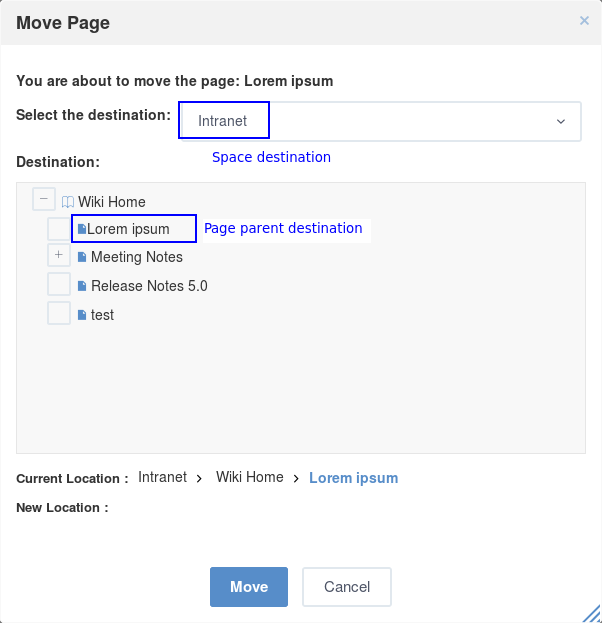 Move Page ×
You are about to move the page: Lorem ipsum
Select the destination: Intranet
Space destination
Destination:
Wiki Home
Lorem ipsum Page parent destination
Meeting Notes
Release Notes 5.0
test
Current Location : Intranet > Wiki Home > Lorem ipsum
New Location :
Move Cancel